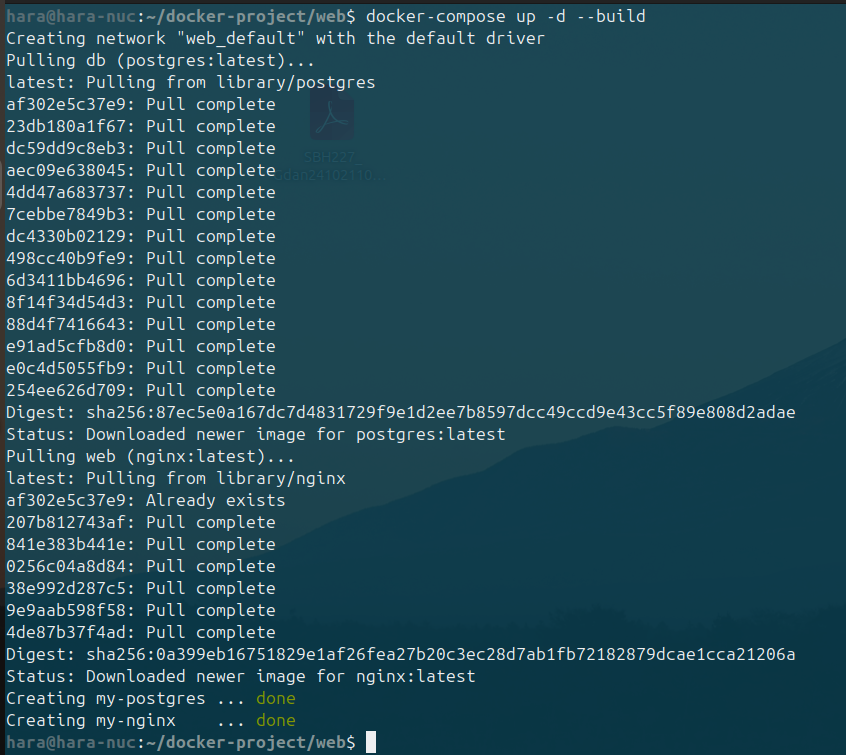 hara@hara-nuc:~/docker-project/web$ docker-compose up -d --build
Creating network "web_default" with the default driver
Pulling db (postgres:latest)...
latest: Pulling from library/postgres
af302e5c37e9: Pull complete
23db180a1f67: Pull complete
dc59dd9c8eb3: Pull complete
aec09e638045: Pull complete
4dd47a683737: Pull complete
7cebbe7849b3: Pull complete
dc4330b02129: Pull complete
498cc40b9fe9: Pull complete
6d3411bb4696: Pull complete
8f14f34d54d3: Pull complete
88d4f7416643: Pull complete
e91ad5cfb8d0: Pull complete
e0c4d5055fb9: Pull complete
254ee626d709: Pull complete
Digest: sha256:87ec5e0a167dc7d4831729f9e1d2ee7b8597dcc49ccd9e43cc5f89e808d2adae
Status: Downloaded newer image for postgres:latest
Pulling web (nginx:latest)...
latest: Pulling from library/nginx
af302e5c37e9: Already exists
207b812743af: Pull complete
841e383b441e: Pull complete
0256c04a8d84: Pull complete
38e992d287c5: Pull complete
9e9aab598f58: Pull complete
4de87b37f4ad: Pull complete
Digest: sha256:0a399eb16751829e1af26fea27b20c3ec28d7ab1fb72182879dcae1cca21206a
Status: Downloaded newer image for nginx:latest
Creating my-postgres ... done
Creating my-nginx    ... done
hara@hara-nuc:~/docker-project/web$